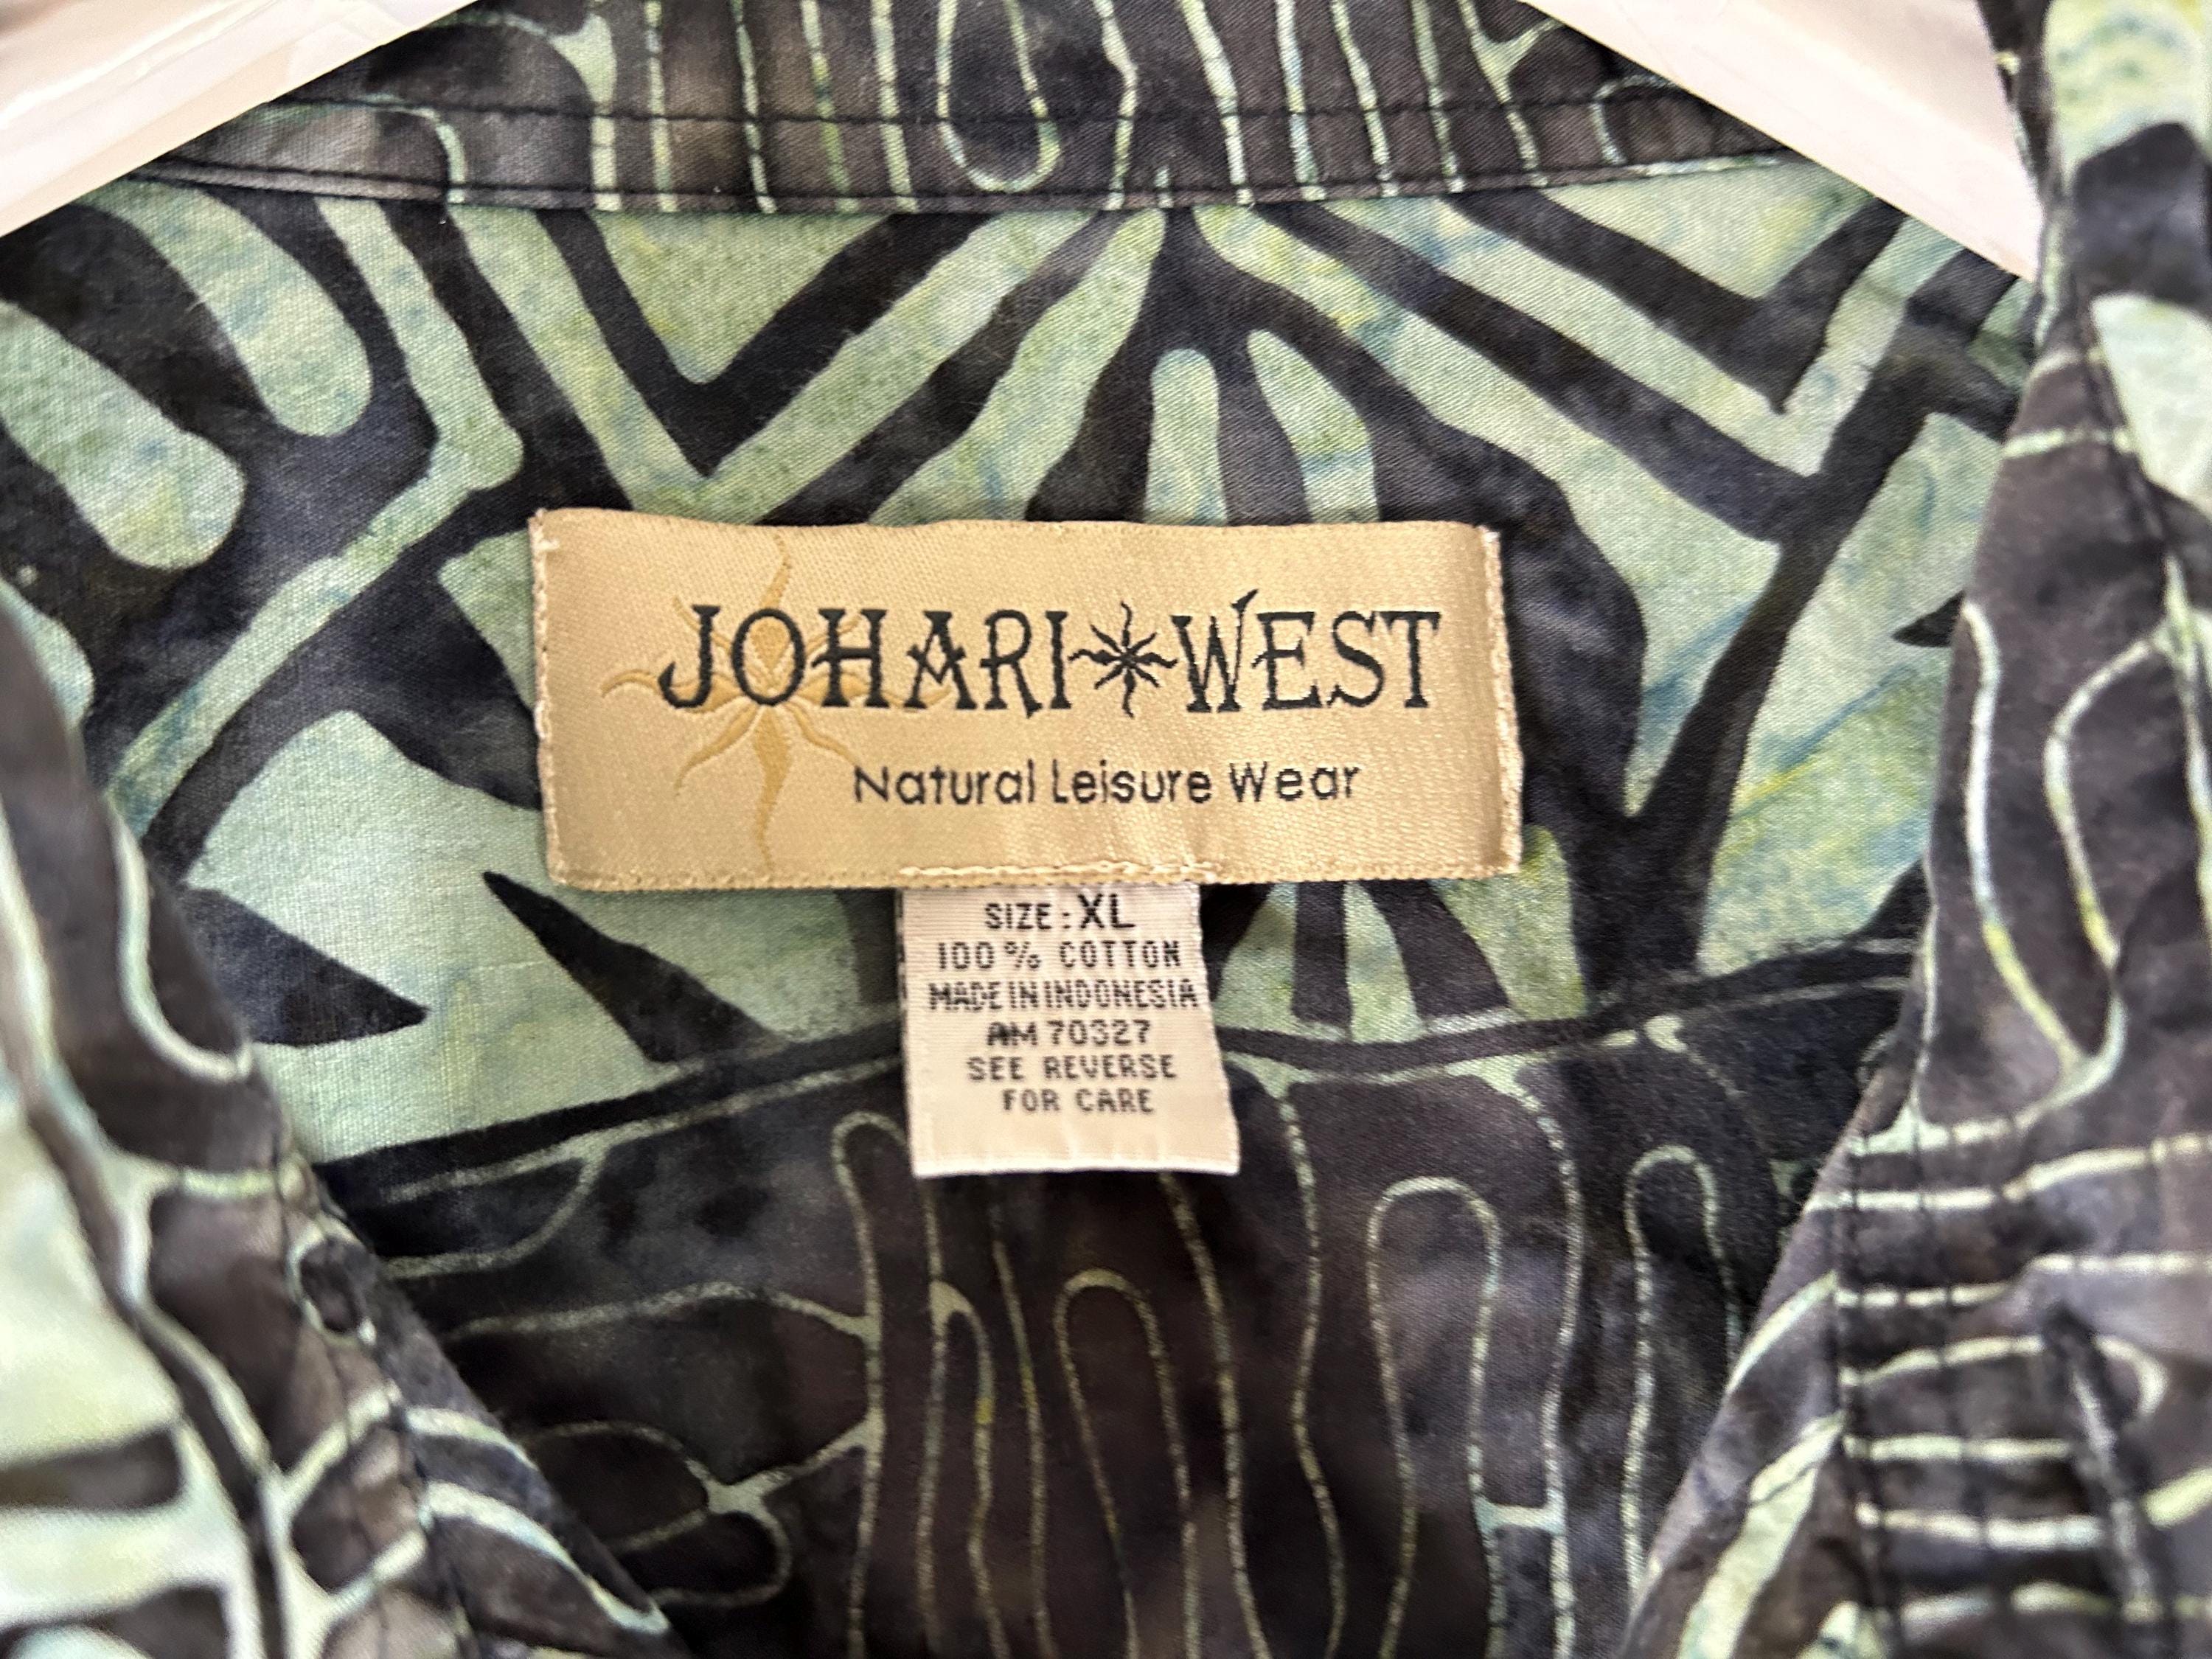 JOHARI WEST
Natural Leisure Wear
SIZE: XL
100% COTTON
MADE IN INDONESIA
AM 70327
SEE REVERSE
FOR CARE